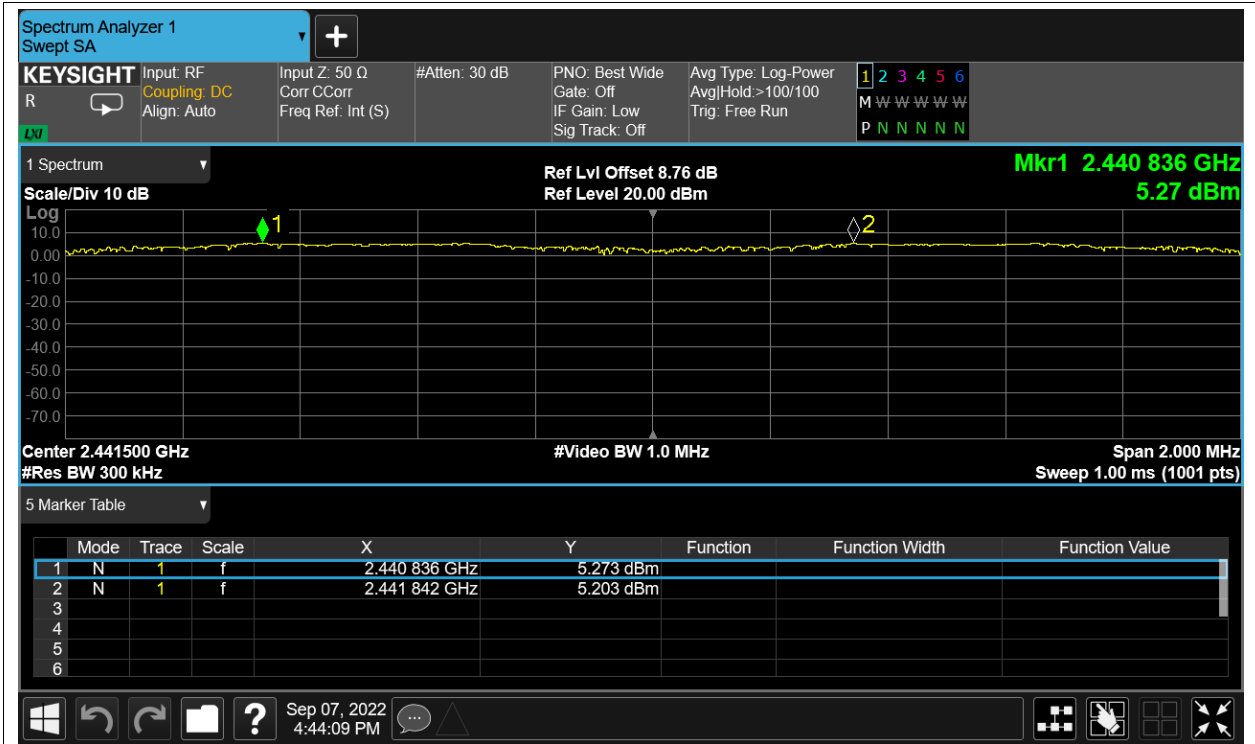 Spectrum Analyzer 1
Swept SA
KEYSIGHT Input: RF Input Z: 50 Ω #Atten: 30 dB PNO: Best Wide Avg Type: Log-Power 1 2 3 4 5 6
R Coupling: DC Corr CCorr Gate: Off Avg|Hold:>100/100 M W W W W W
Align: Auto Freq Ref: Int (S) IF Gain: Low Trig: Free Run
LXI Sig Track: Off P N N N N N
1 Spectrum Ref Lvl Offset 8.76 dB Mkr1 2.440 836 GHz
Scale/Div 10 dB Ref Level 20.00 dBm 5.27 dBm
Log
1 2
10.0
0.00
-10.0
-20.0
-30.0
-40.0
-50.0
-60.0
-70.0
Center 2.441500 GHz #Video BW 1.0 MHz Span 2.000 MHz
#Res BW 300 kHz Sweep 1.00 ms (1001 pts)
5 Marker Table
Mode Trace Scale X Y Function Function Width Function Value
1 N 1 f 2.440 836 GHz 5.273 dBm
2 N 1 f 2.441 842 GHz 5.203 dBm
3
4
5
6
? Sep 07, 2022
4:44:09 PM